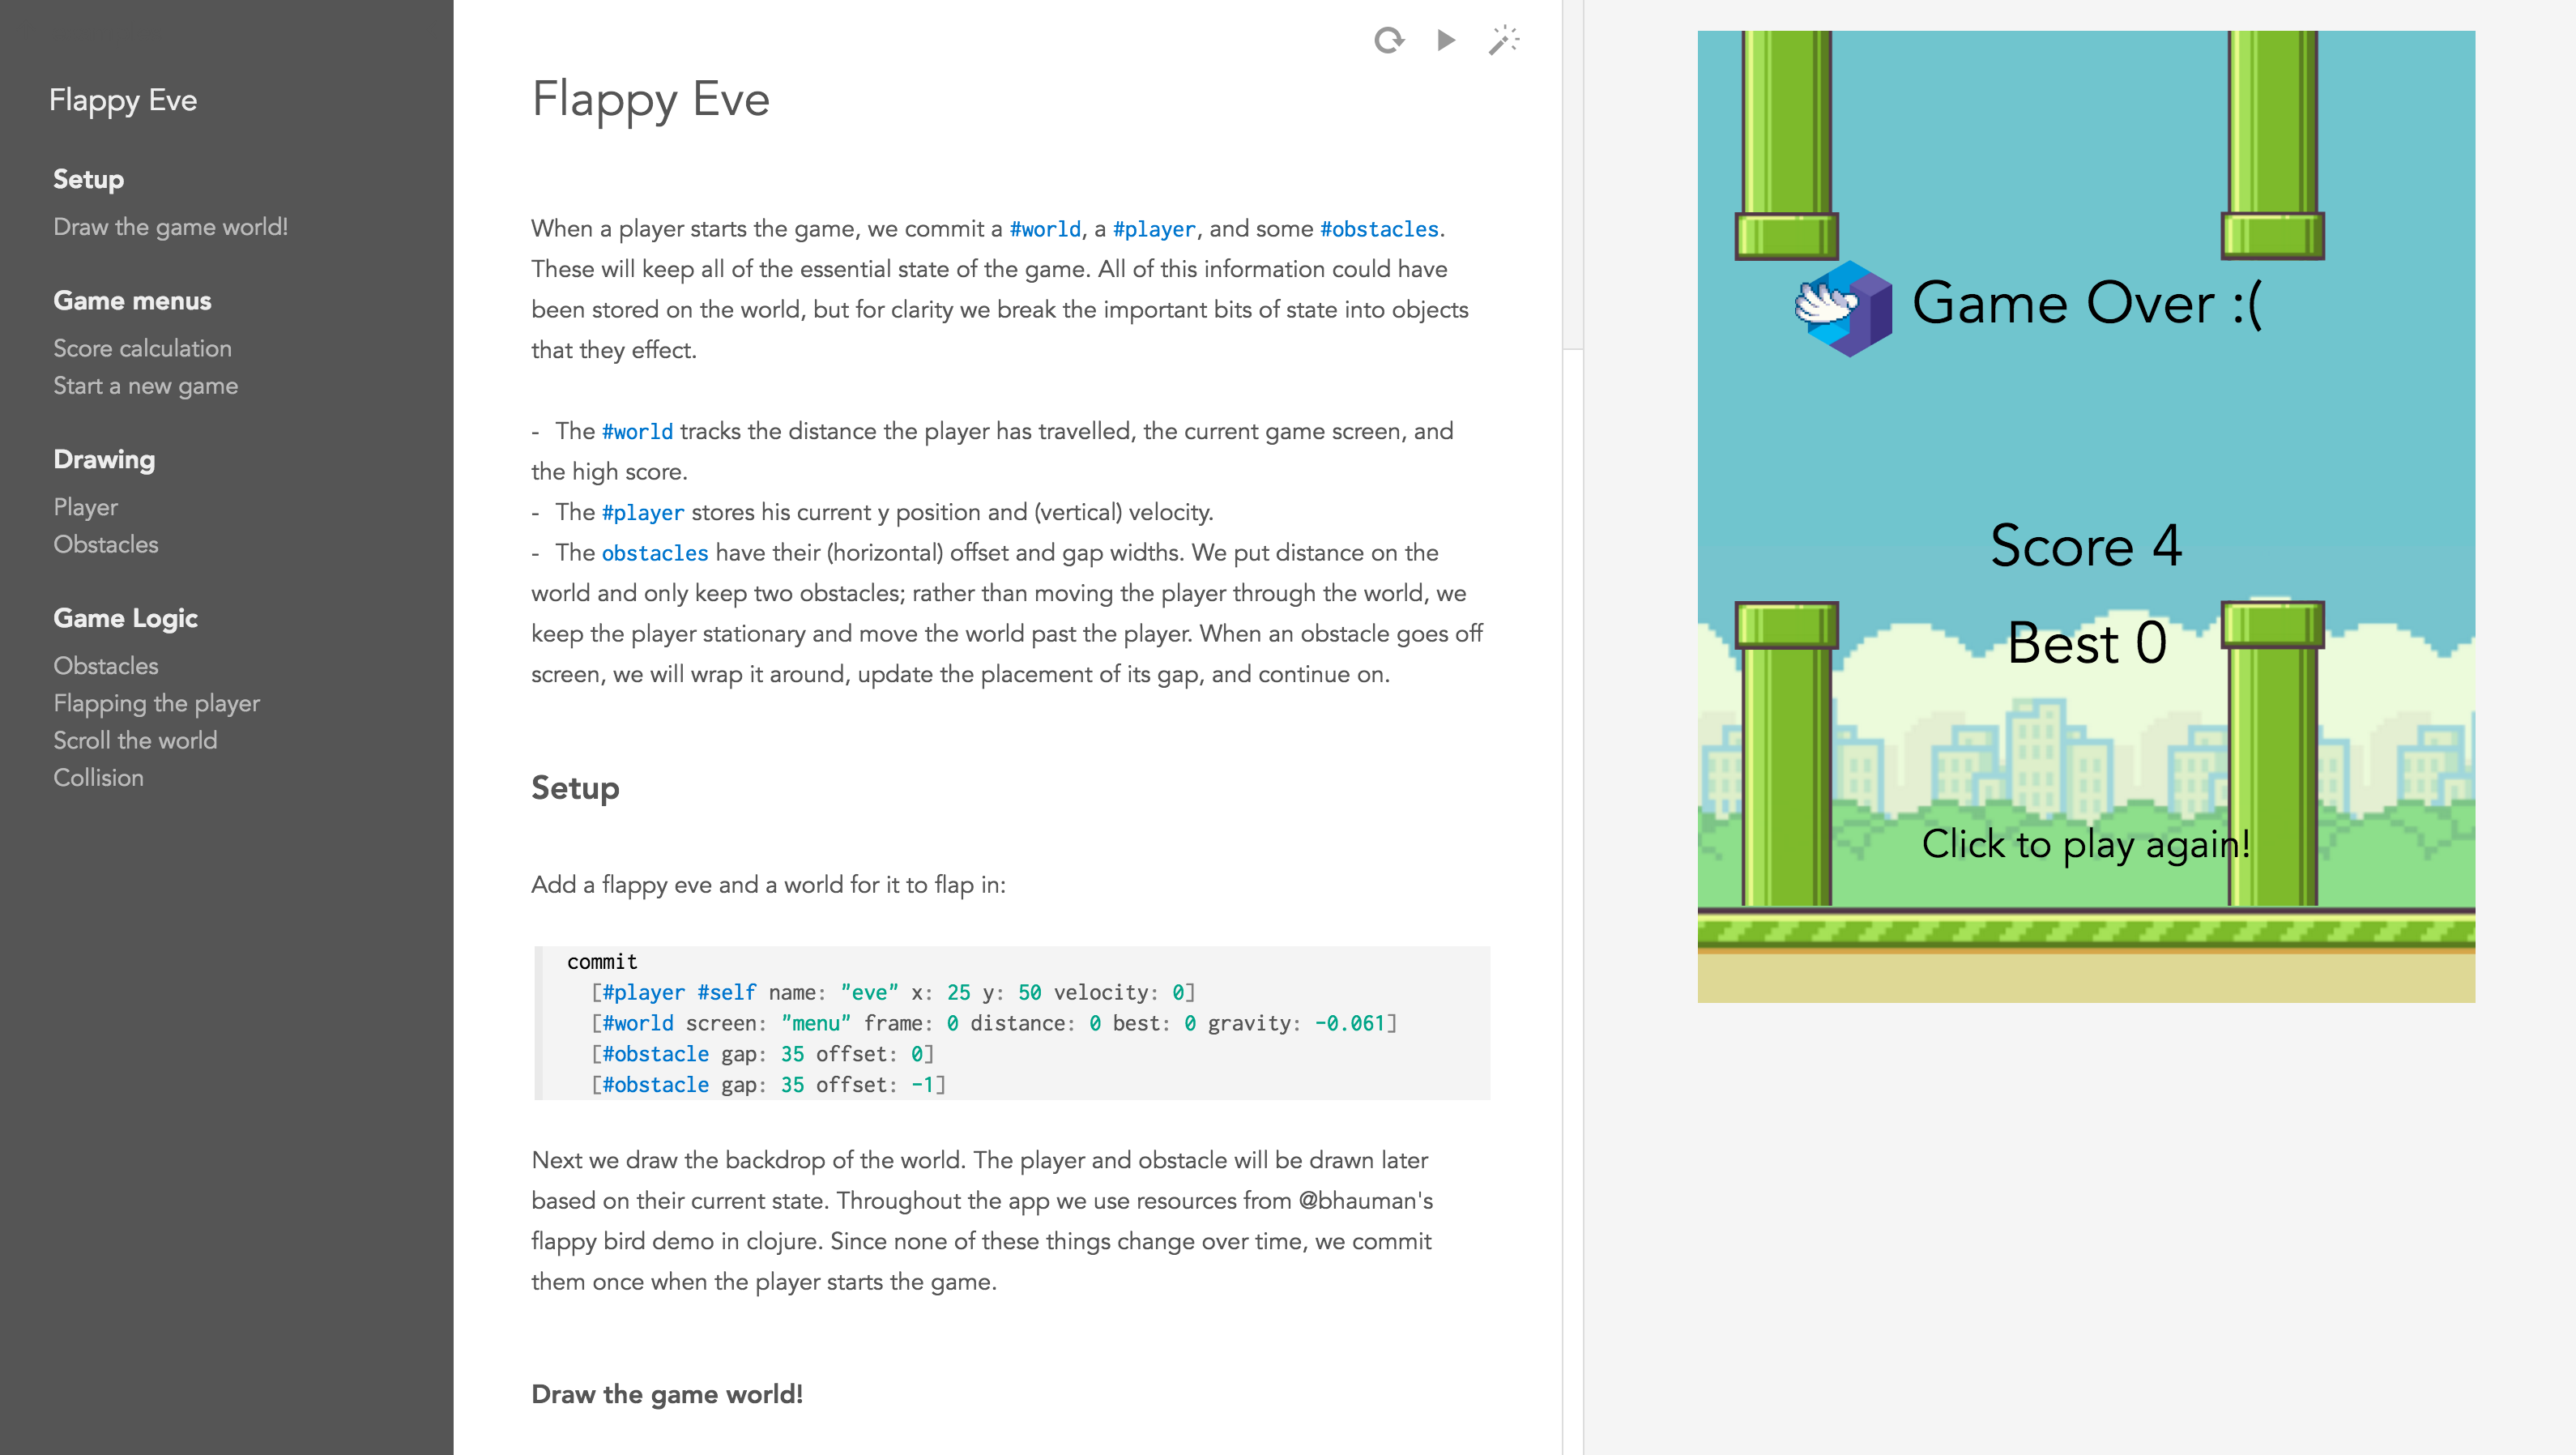 Flappy Eve
Setup
Draw the game world!
Game menus
Score calculation
Start a new game
Drawing
Player
Obstacles
Game Logic
Obstacles
Flapping the player
Scroll the world
Collision
Flappy Eve
When a player starts the game, we commit a #world, a #player, and some #obstacles.
These will keep all of the essential state of the game. All of this information could have
been stored on the world, but for clarity we break the important bits of state into objects
that they effect.
- The #world tracks the distance the player has travelled, the current game screen, and
the high score.
- The #player stores his current y position and (vertical) velocity.
- The obstacles have their (horizontal) offset and gap widths. We put distance on the
world and only keep two obstacles; rather than moving the player through the world, we
keep the player stationary and move the world past the player. When an obstacle goes off
screen, we will wrap it around, update the placement of its gap, and continue on.
Setup
Add a flappy eve and a world for it to flap in:
commit
[#player #self name: "eve" x: 25 y: 50 velocity: 0]
[#world screen: "menu" frame: 0 distance: 0 best: 0 gravity: -0.061]
[#obstacle gap: 35 offset: 0]
[#obstacle gap: 35 offset: -1]
Next we draw the backdrop of the world. The player and obstacle will be drawn later
based on their current state. Throughout the app we use resources from @bhauman's
flappy bird demo in clojure. Since none of these things change over time, we commit
them once when the player starts the game.
Draw the game world!
Game Over :(
Score 4
Best 0
Click to play again!